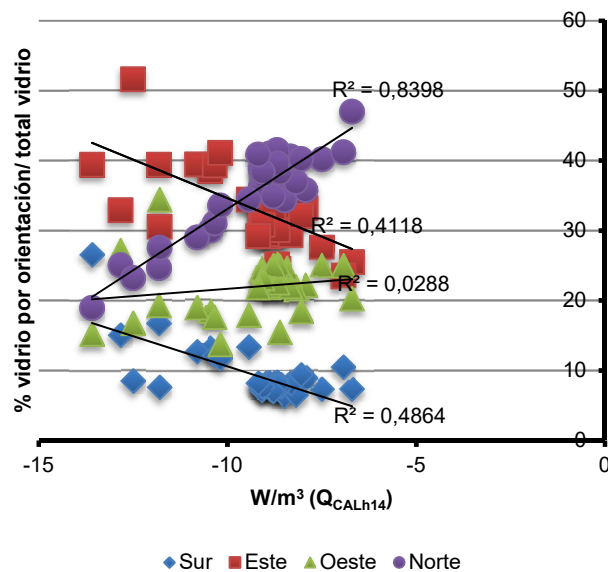 60
50
40
30
20
10
0
R² = 0,8398
R² = 0,4118
R² = 0,0288
R² = 0,4864
% vidrio por orientación/ total vidrio
-15 -10 -5 0
W/m³ (Q_CALh14)
Sur Este Oeste Norte